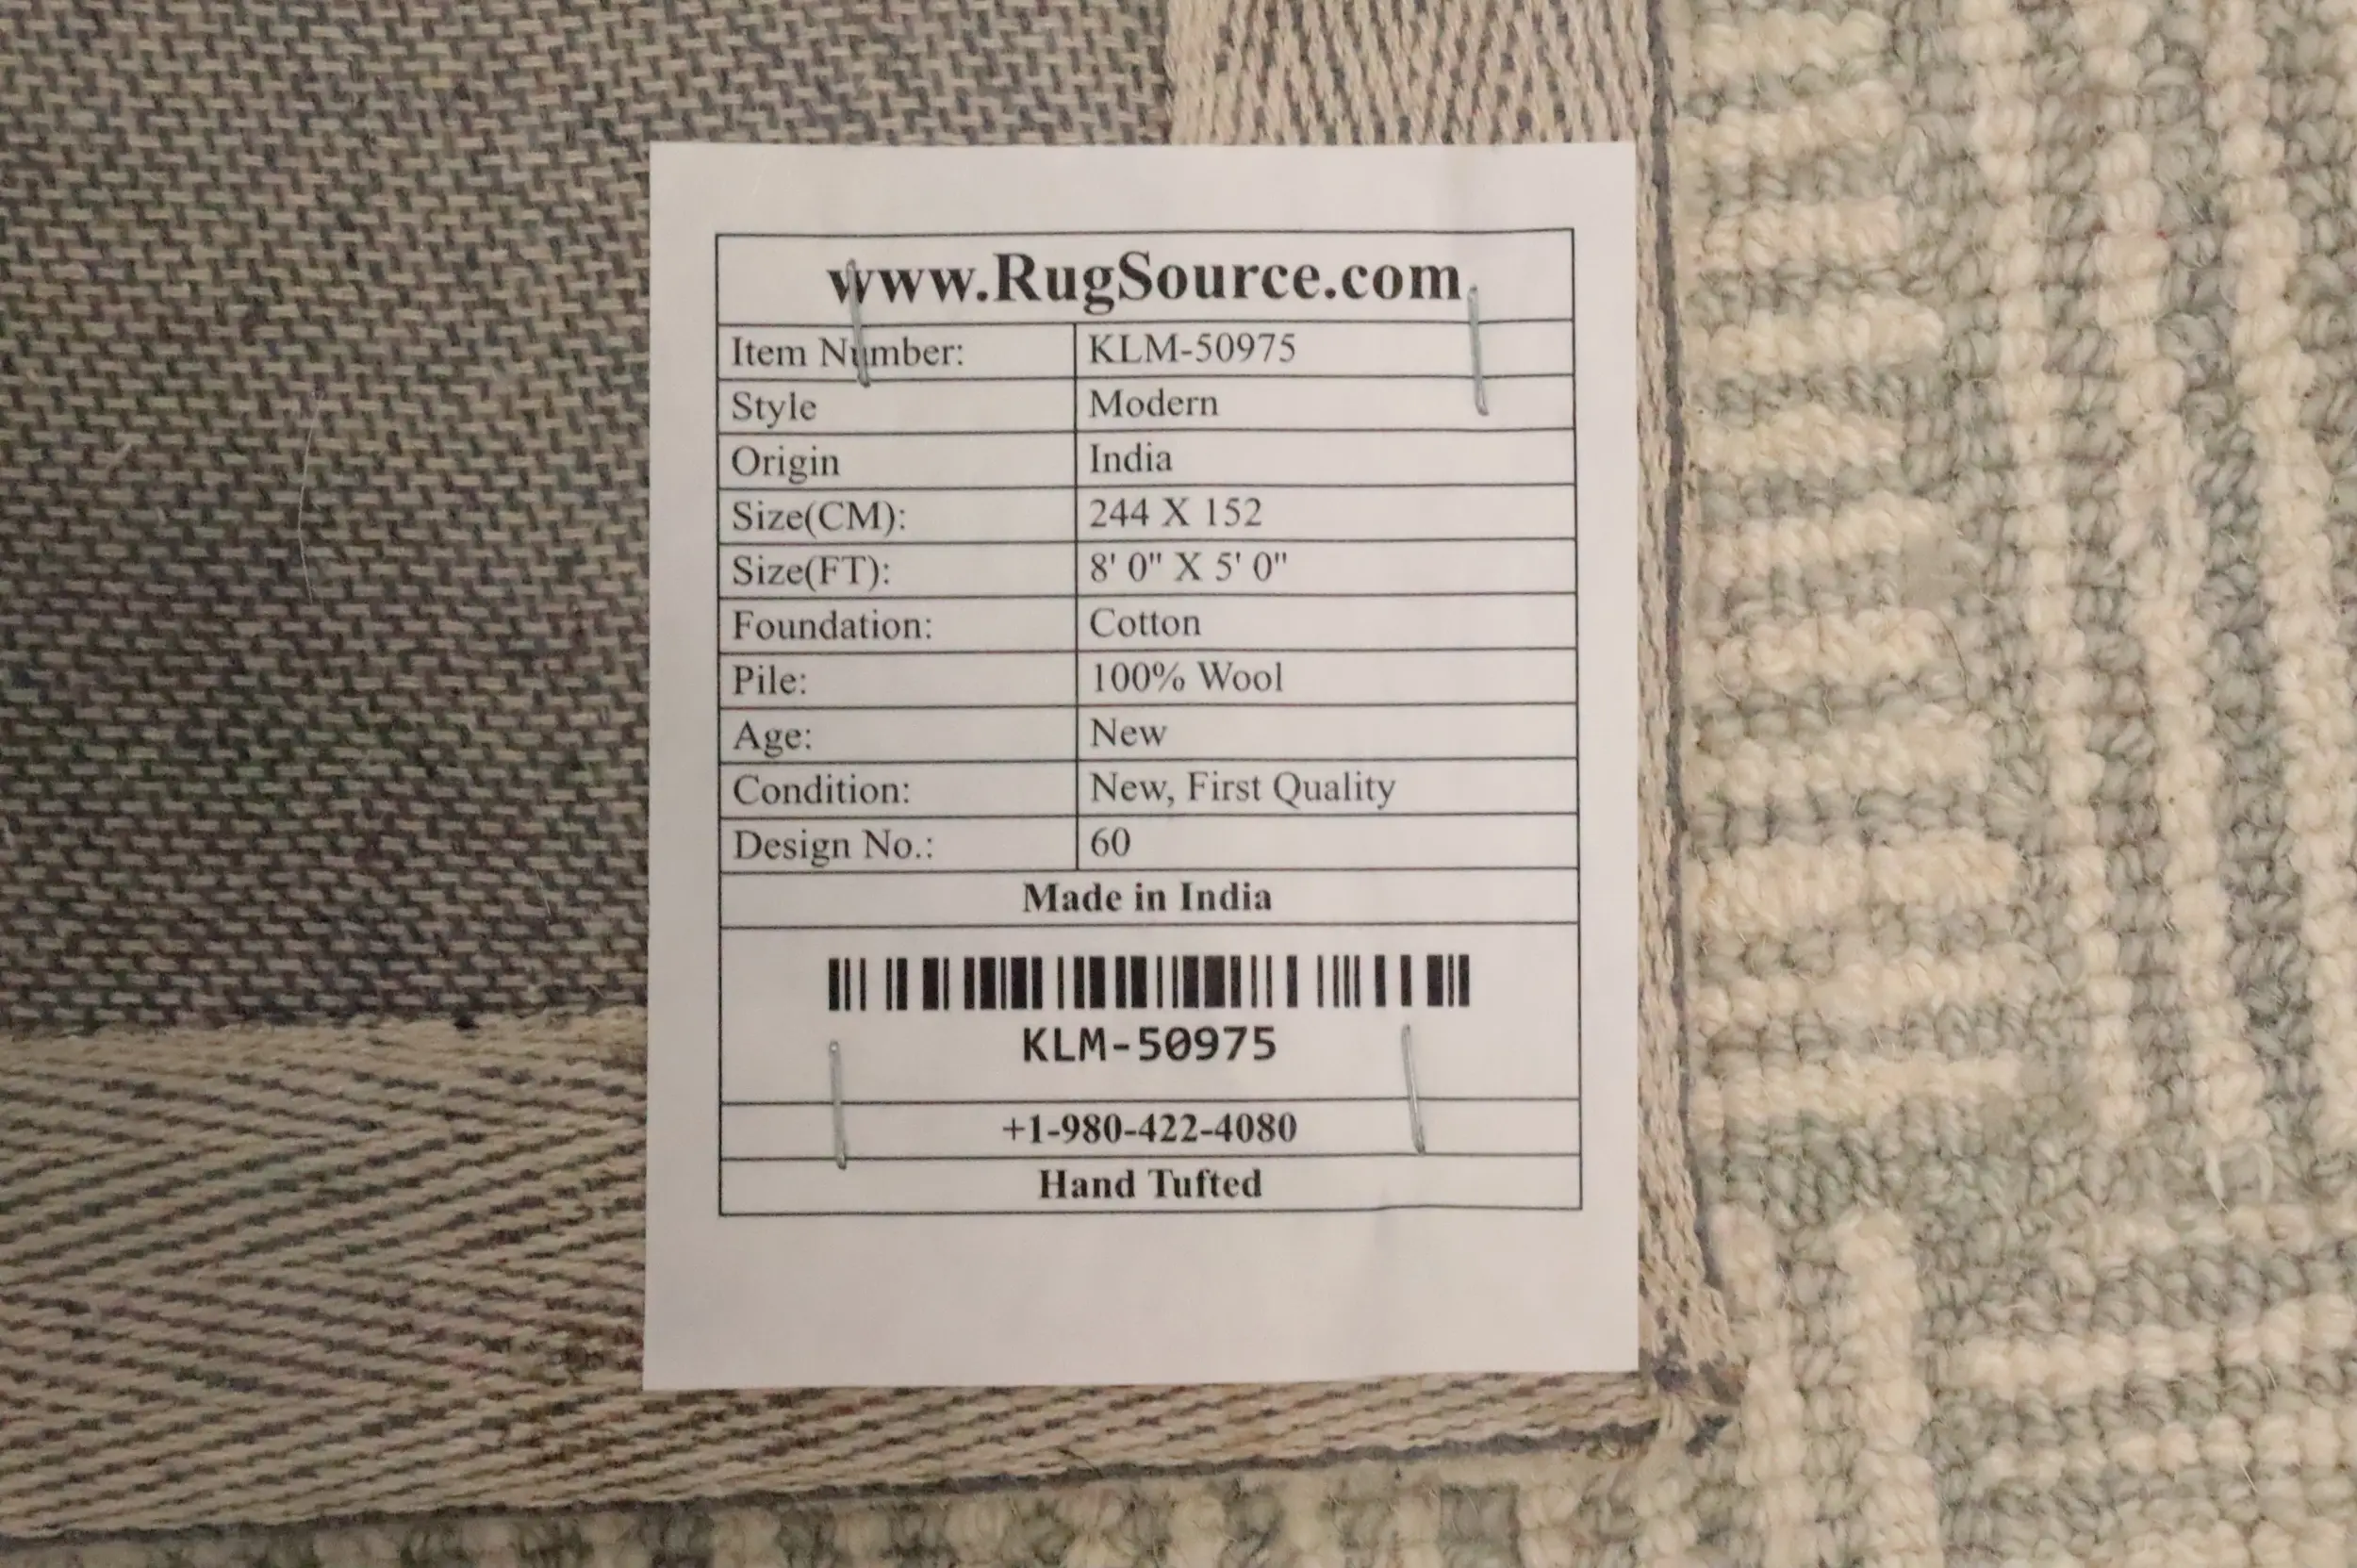 www.RugSource.com
Item Number: KLM-50975
Style Modern
Origin India
Size(CM): 244 X 152
Size(FT): 8' 0" X 5' 0"
Foundation: Cotton
Pile: 100% Wool
Age: New
Condition: New, First Quality
Design No.: 60
Made in India
KLM-50975
+1-980-422-4080
Hand Tufted